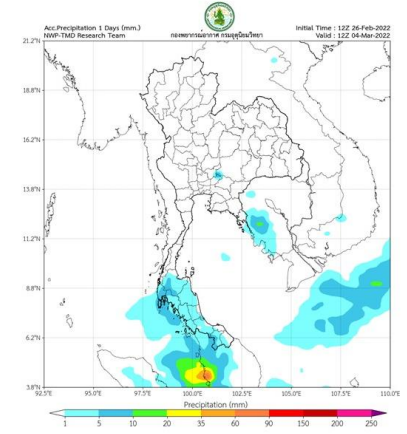 Acc.Precipitation 1 Days (mm.)
NWP-TMD Research Team
กองพยากรณ์อากาศ กรมอุตุนิยมวิทยา
Initial Time : 12Z 26-Feb-2022
Valid : 12Z 04-Mar-2022
21.2°N
18.8°N
16.2°N
13.8°N
11.2°N
8.8°N
6.2°N
3.8°N
92.5°E 95.0°E 97.5°E 100.0°E 102.5°E 105.0°E 107.5°E 110.0°E
Precipitation (mm)
1 5 10 20 35 60 90 150 200 250